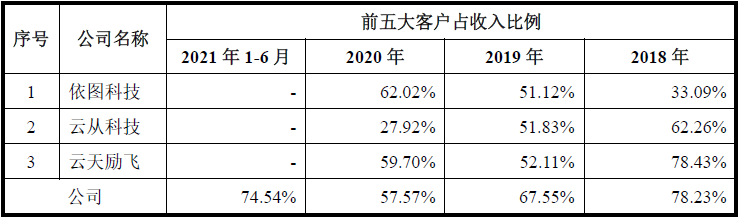 序号 公司名称 前五大客户占收入比例
2021 年 1-6 月 2020 年 2019 年 2018 年
1 依图科技 - 62.02% 51.12% 33.09%
2 云从科技 - 27.92% 51.83% 62.26%
3 云天励飞 - 59.70% 52.11% 78.43%
公司 74.54% 57.57% 67.55% 78.23%